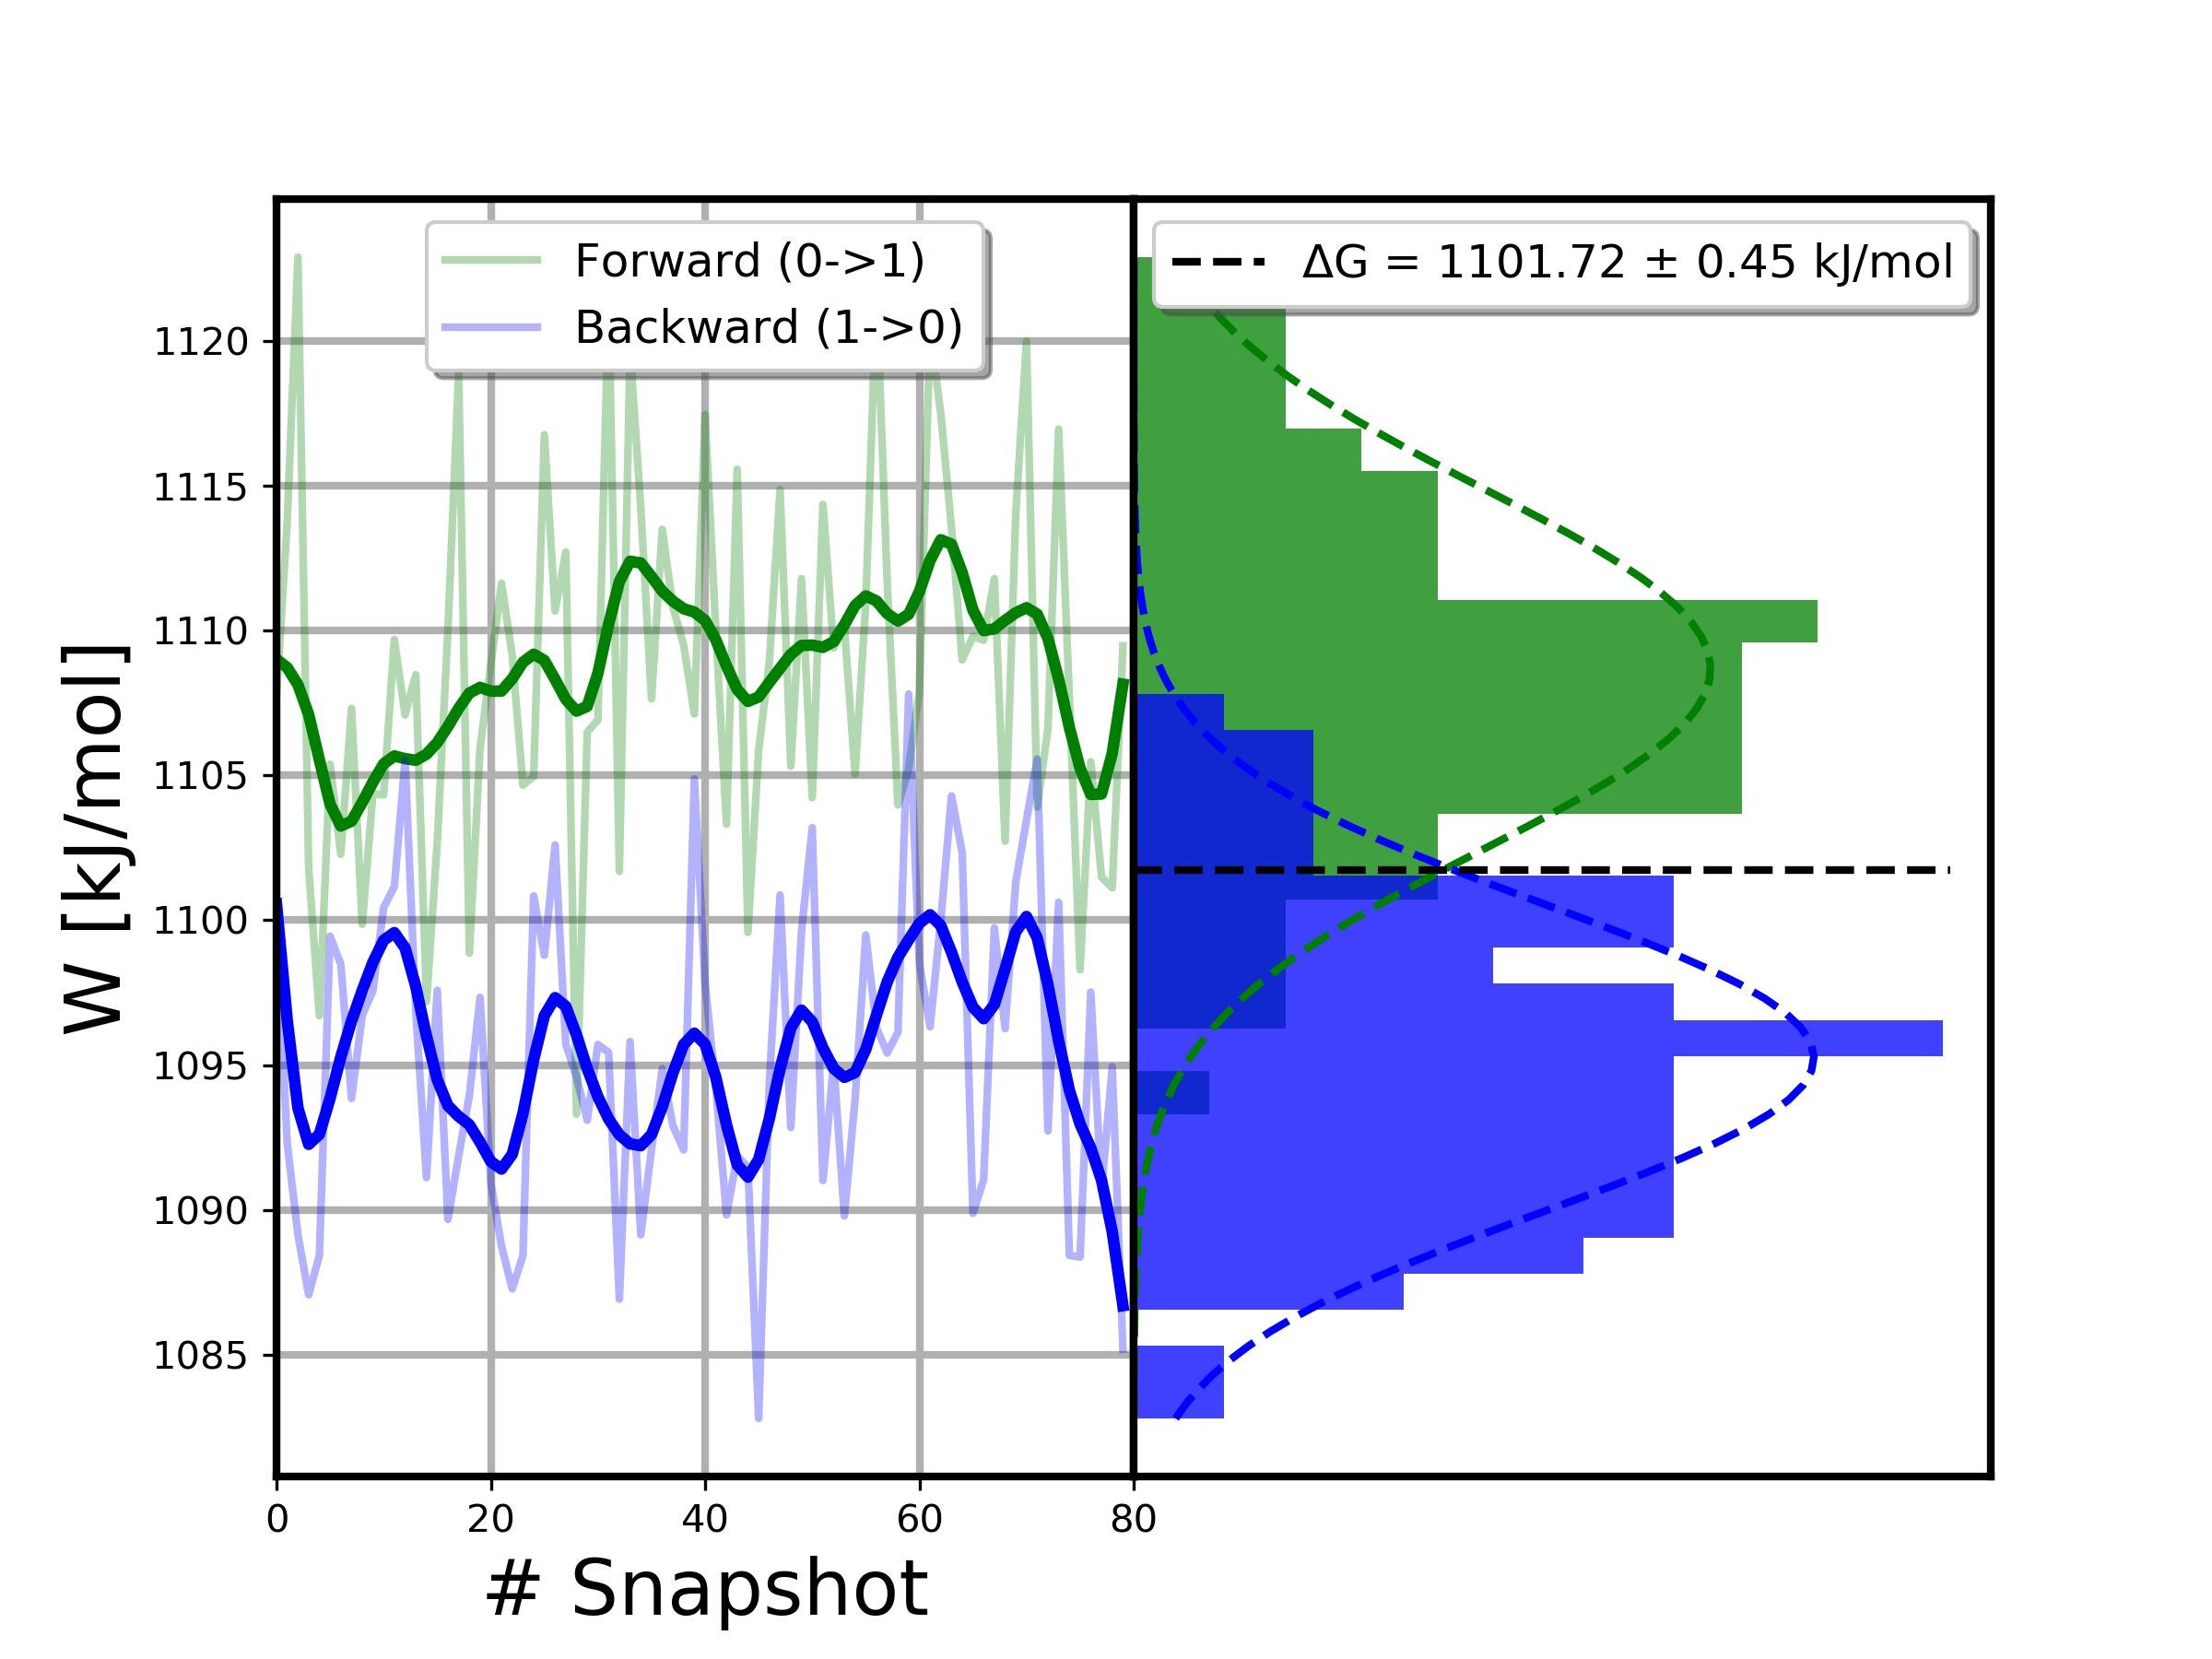 Forward (0->1)
Backward (1->0)
ΔG = 1101.72 ± 0.45 kJ/mol
W [kJ/mol]
1120
1115
1110
1105
1100
1095
1090
1085
0 20 40 60 80
# Snapshot